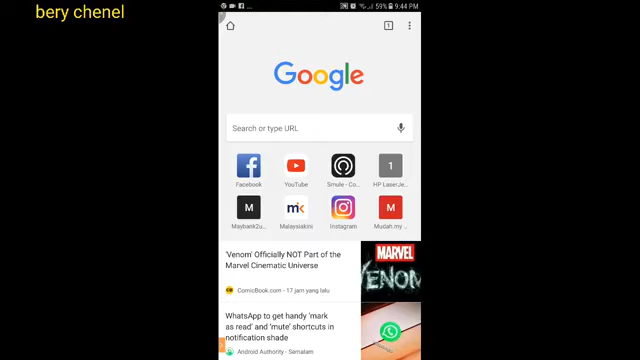 bery chenel
59% 9:44 PM
1
Google
Search or type URL
1
Facebook
YouTube
Smule - Co...
HP LaserJe...
M
mk
M
Maybank2u...
Malaysiakini
Instagram
Mudah.my ...
'Venom' Officially NOT Part of the
Marvel Cinematic Universe
ComicBook.com - 17 jam yang lalu
MARVEL
VENOM
WhatsApp to get handy 'mark
as read' and 'mute' shortcuts in
notification shade
Android Authority - Semalam